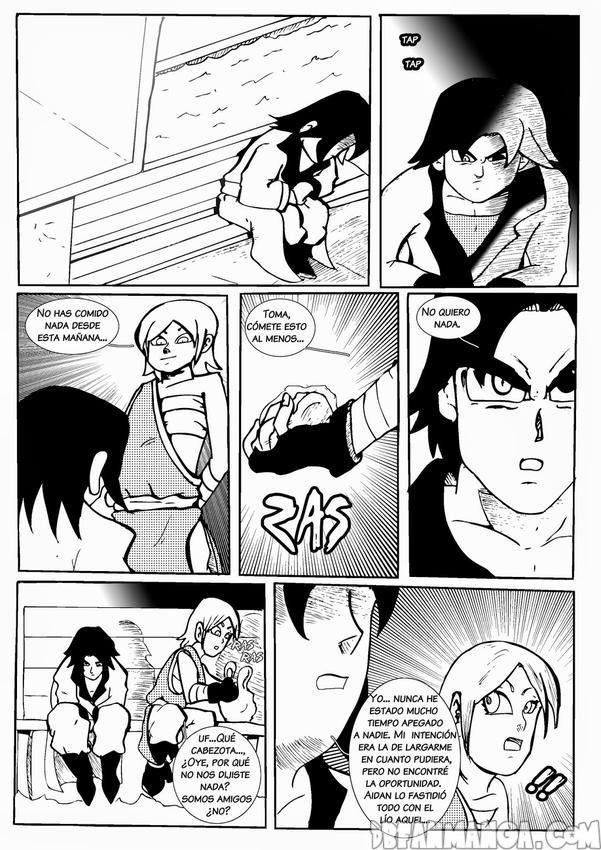 TAP
TAP
NO HAS COMIDO
NADA DESDE
ESTA MAÑANA...
TOMA,
CÓMETE ESTO
AL MENOS...
NO QUIERO
NADA.
ZAS
RAS
RAS
UF...QUÉ
CABEZOTA...,
¿OYE, POR QUÉ
NO NOS DIJISTE
NADA?
SOMOS AMIGOS
¿NO?
YO... NUNCA HE
ESTADO MUCHO
TIEMPO APEGADO
A NADIE. MI INTENCIÓN
ERA LA DE LARGARME
EN CUANTO PUDIERA,
PERO NO ENCONTRÉ
LA OPORTUNIDAD.
AIDAN LO FASTIDIÓ
TODO CON EL
LÍO AQUEL...
!!
DBFANMANGA.COM